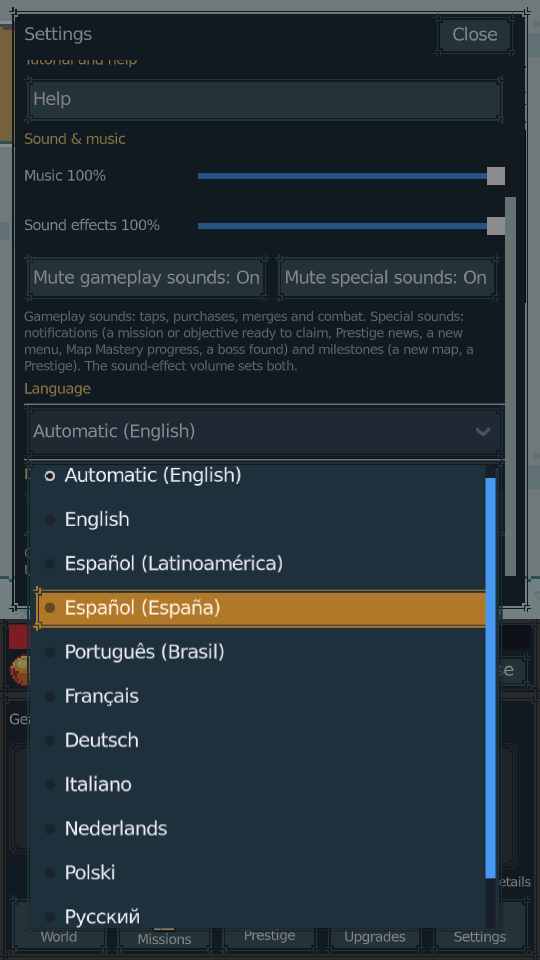 Settings
Close
Tutorial and help
Help
Sound & music
Music 100%
Sound effects 100%
Mute gameplay sounds: On
Mute special sounds: On
Gameplay sounds: taps, purchases, merges and combat. Special sounds:
notifications (a mission or objective ready to claim, Prestige news, a new
menu, Map Mastery progress, a boss found) and milestones (a new map, a
Prestige). The sound-effect volume sets both.
Language
Automatic (English)
Automatic (English)
English
Español (Latinoamérica)
Español (España)
Português (Brasil)
Français
Deutsch
Italiano
Nederlands
Polski
Русский
World
Missions
Prestige
Upgrades
Settings